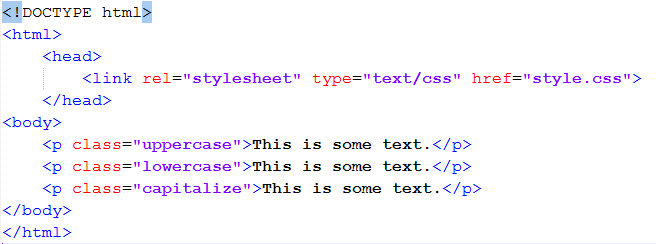 <!DOCTYPE html>
<html>
<head>
<link rel="stylesheet" type="text/css" href="style.css">
</head>
<body>
<p class="uppercase">This is some text.</p>
<p class="lowercase">This is some text.</p>
<p class="capitalize">This is some text.</p>
</body>
</html>